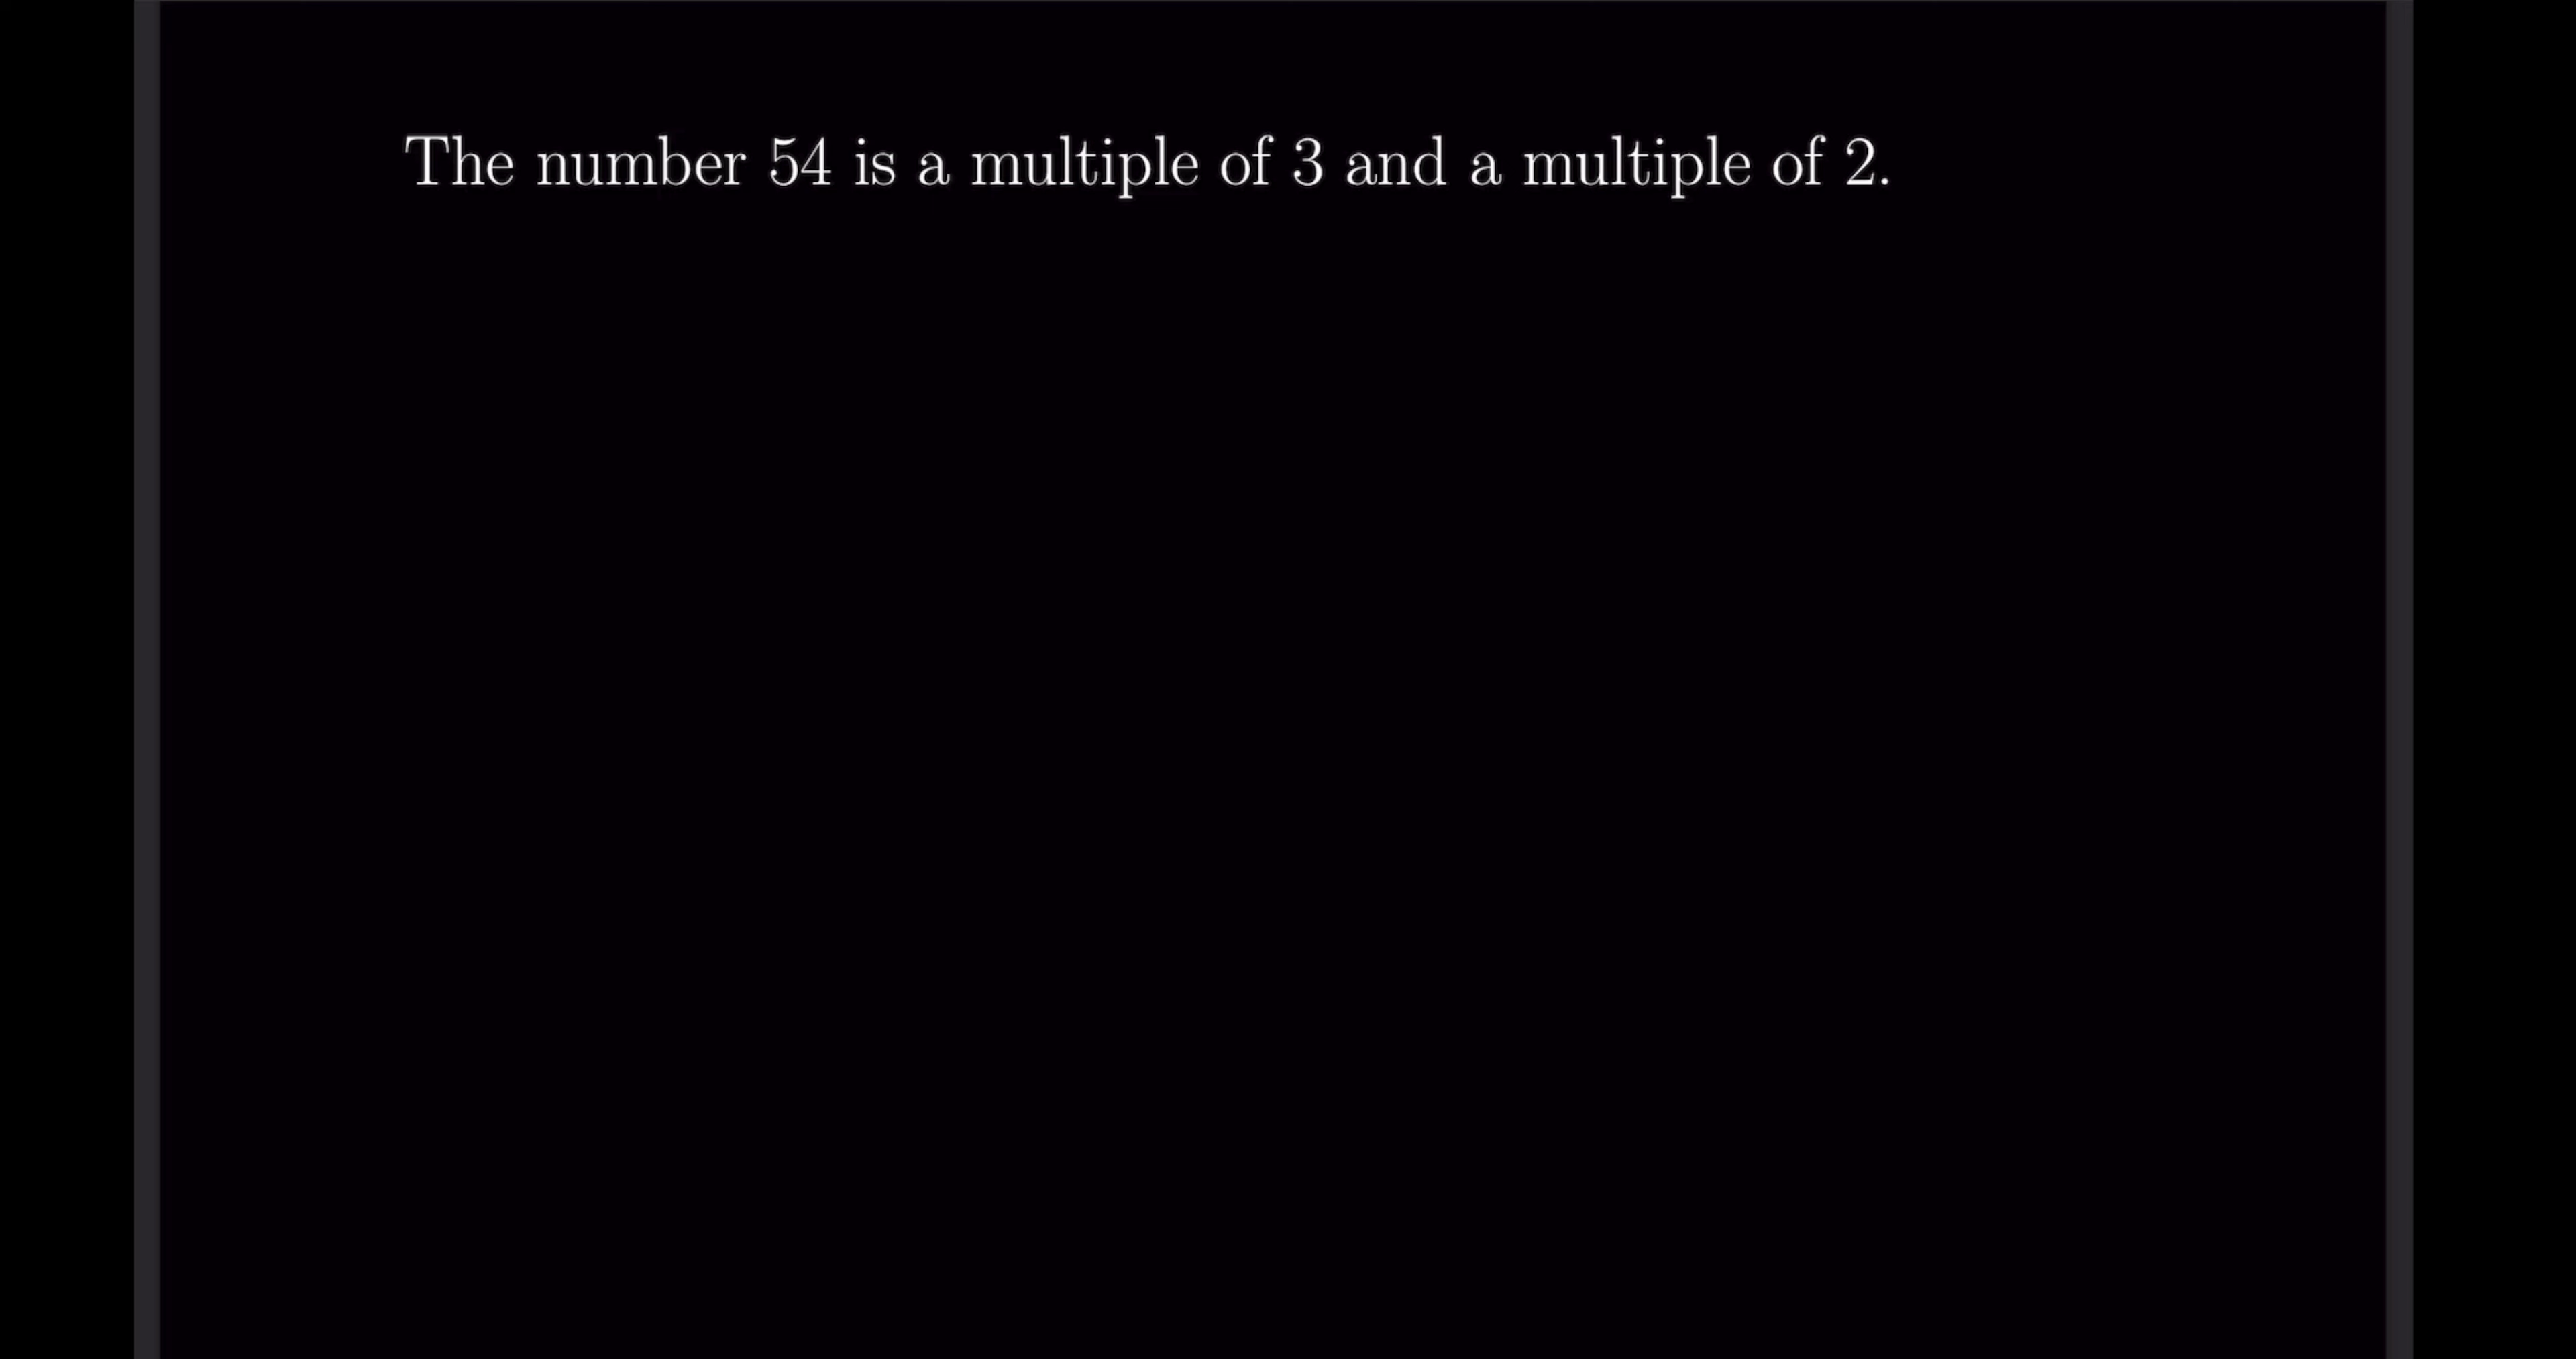 The number 54 is a multiple of 3 and a multiple of 2.